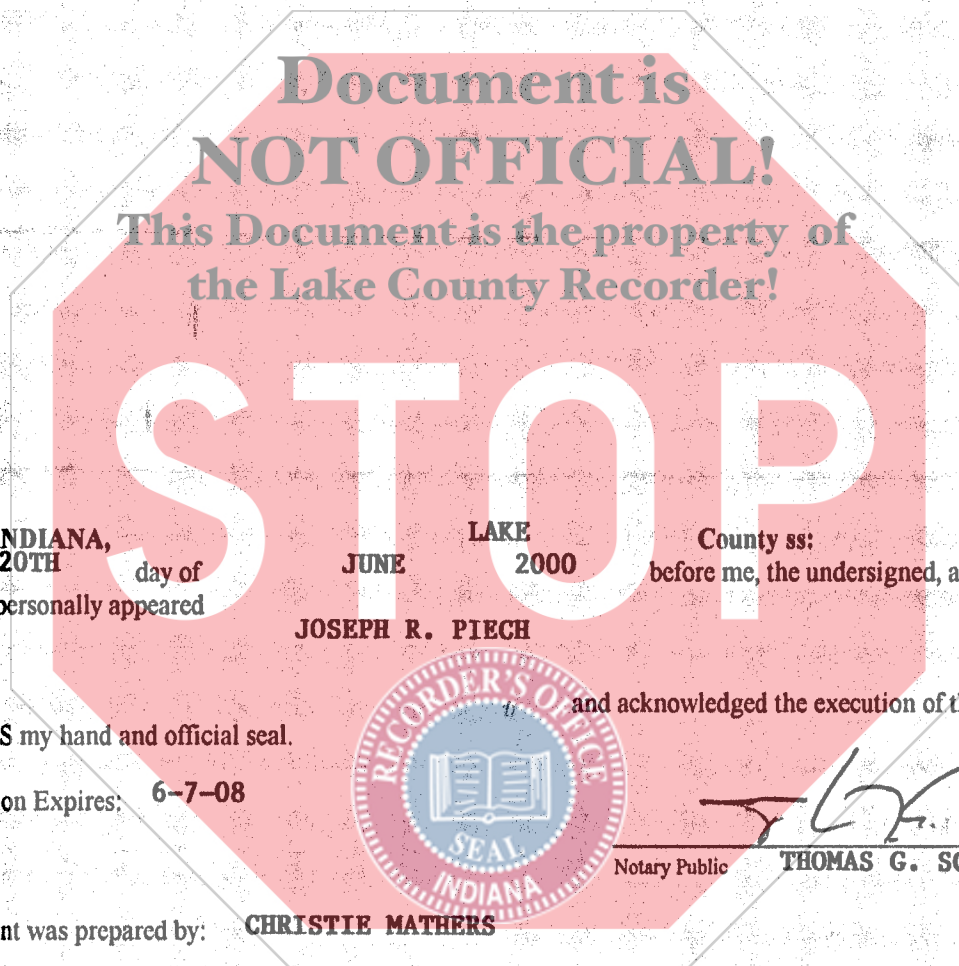 Document is
NOT OFFICIAL!
This Document is the property of
the Lake County Recorder!
STOP
NDIANA, LAKE County ss:
20TH day of JUNE 2000 before me, the undersigned, a
personally appeared
JOSEPH R. PIECH
and acknowledged the execution of th
S my hand and official seal.
on Expires: 6-7-08
RECORDER'S OFFICE
SEAL
INDIANA
Notary Public THOMAS G. SC
nt was prepared by: CHRISTIE MATHERS